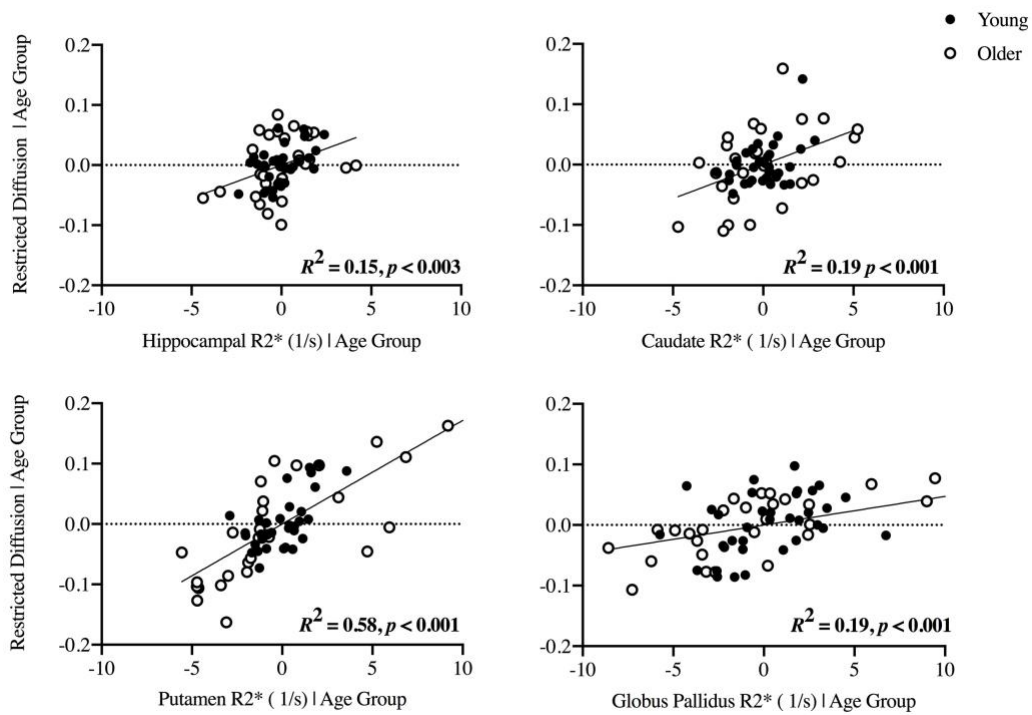 Young
Older
Restricted Diffusion | Age Group
0.2
0.1
0.0
-0.1
-0.2
R2 = 0.15, p < 0.003
-10 -5 0 5 10
Hippocampal R2* (1/s) | Age Group
0.2
0.1
0.0
-0.1
-0.2
R2 = 0.19 p < 0.001
-10 -5 0 5 10
Caudate R2* ( 1/s) | Age Group
Restricted Diffusion | Age Group
0.2
0.1
0.0
-0.1
-0.2
R2 = 0.58, p < 0.001
-10 -5 0 5 10
Putamen R2* ( 1/s) | Age Group
0.2
0.1
0.0
-0.1
-0.2
R2 = 0.19, p < 0.001
-10 -5 0 5 10
Globus Pallidus R2* ( 1/s) | Age Group